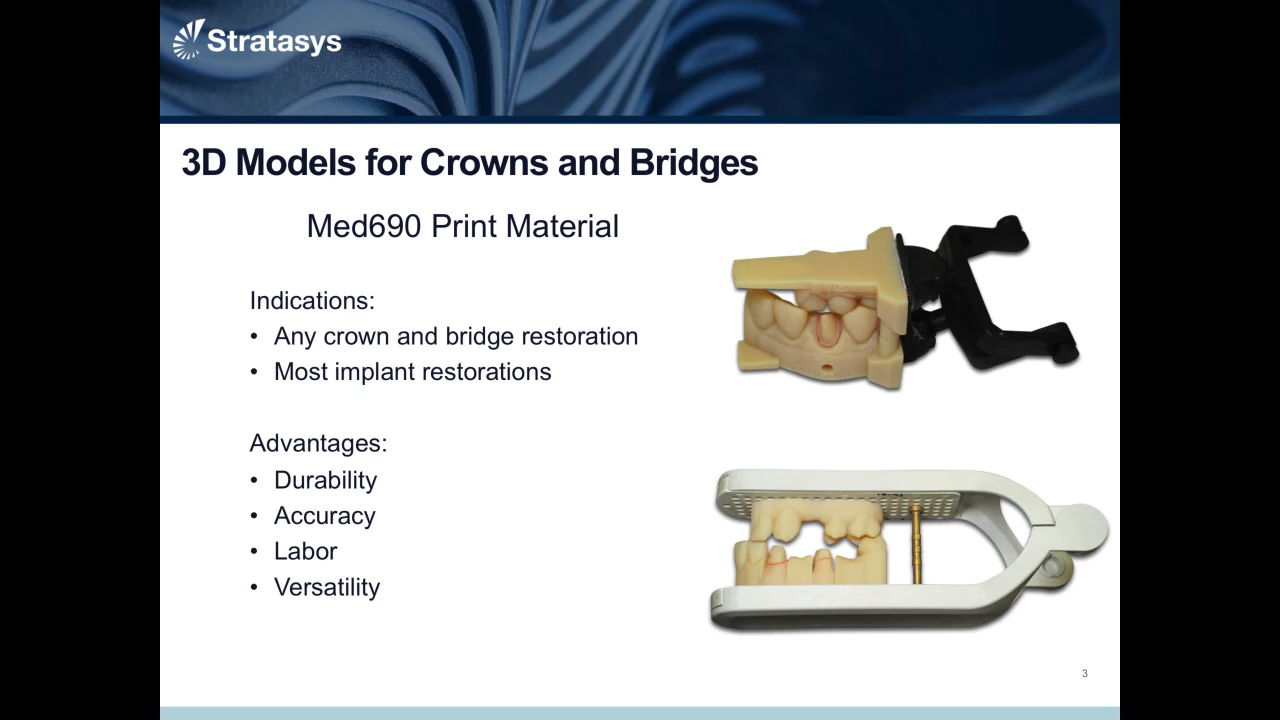 Stratasys
3D Models for Crowns and Bridges
Med690 Print Material
Indications:
• Any crown and bridge restoration
• Most implant restorations
Advantages:
• Durability
• Accuracy
• Labor
• Versatility
3